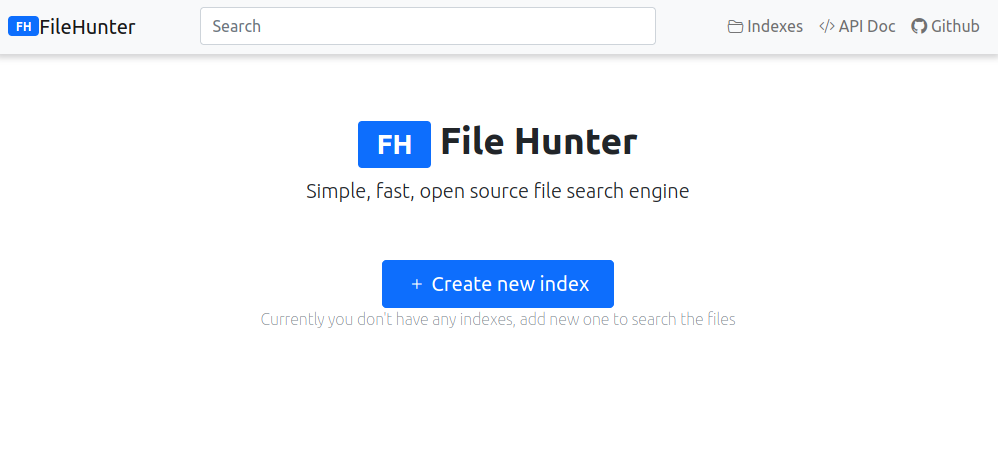 FH FileHunter Search Indexes </> API Doc Github
FH File Hunter
Simple, fast, open source file search engine
+ Create new index
Currently you don't have any indexes, add new one to search the files